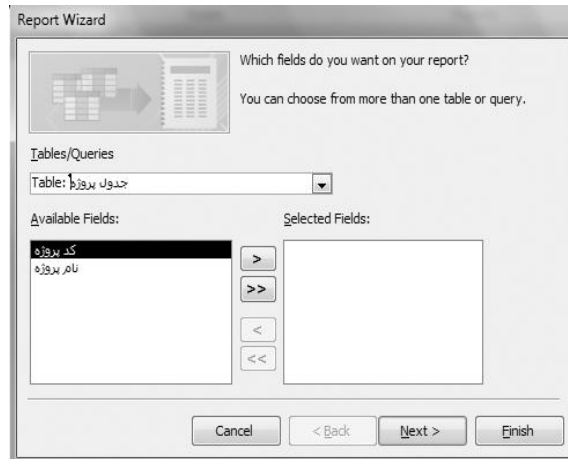 Report Wizard
Which fields do you want on your report?
You can choose from more than one table or query.
Tables/Queries
Table: جدول پروژه
Available Fields:
Selected Fields:
کد پروژه
نام پروژه
>
>>
<
<<
Cancel
< Back
Next >
Finish